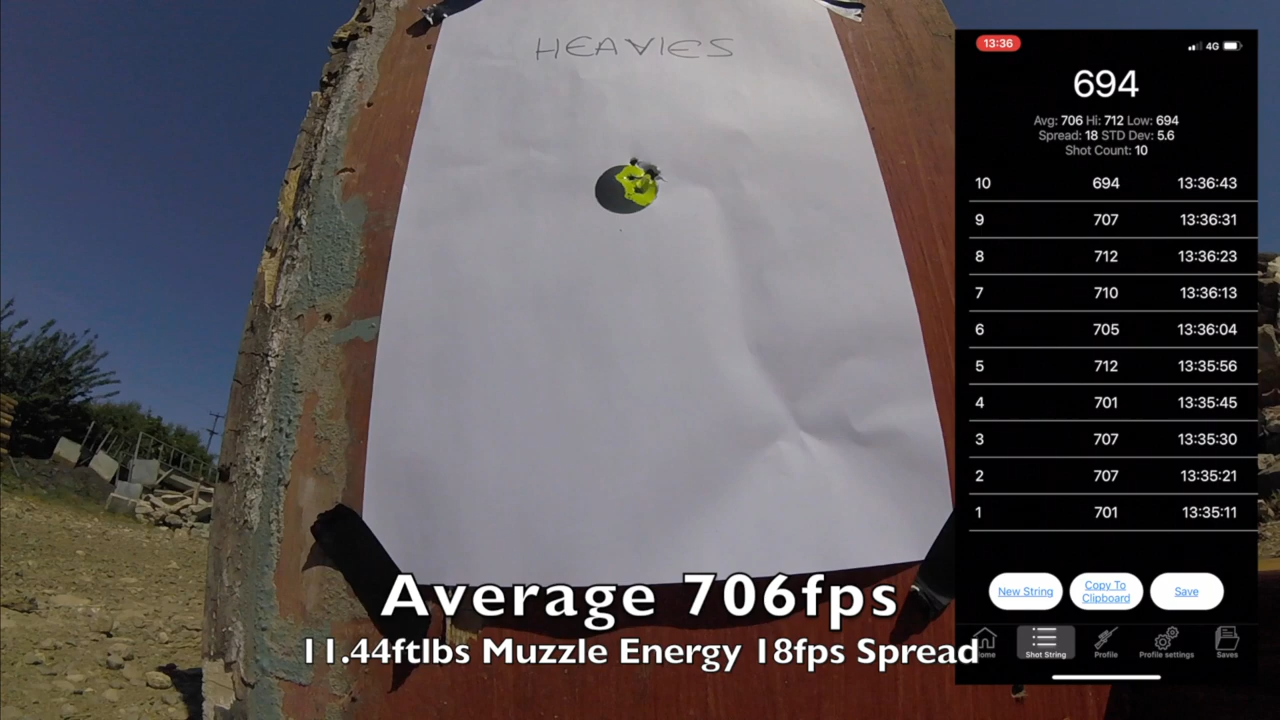 HEAVIES
13:36
4G
694
Avg: 706 Hi: 712 Low: 694
Spread: 18 STD Dev: 5.6
Shot Count: 10
10 694 13:36:43
9 707 13:36:31
8 712 13:36:23
7 710 13:36:13
6 705 13:36:04
5 712 13:35:56
4 701 13:35:45
3 707 13:35:30
2 707 13:35:21
1 701 13:35:11
New String
Copy To
Clipboard
Save
Shot String
Profile
Profile settings
Saves
Average 706fps
11.44ftlbs Muzzle Energy 18fps Spread